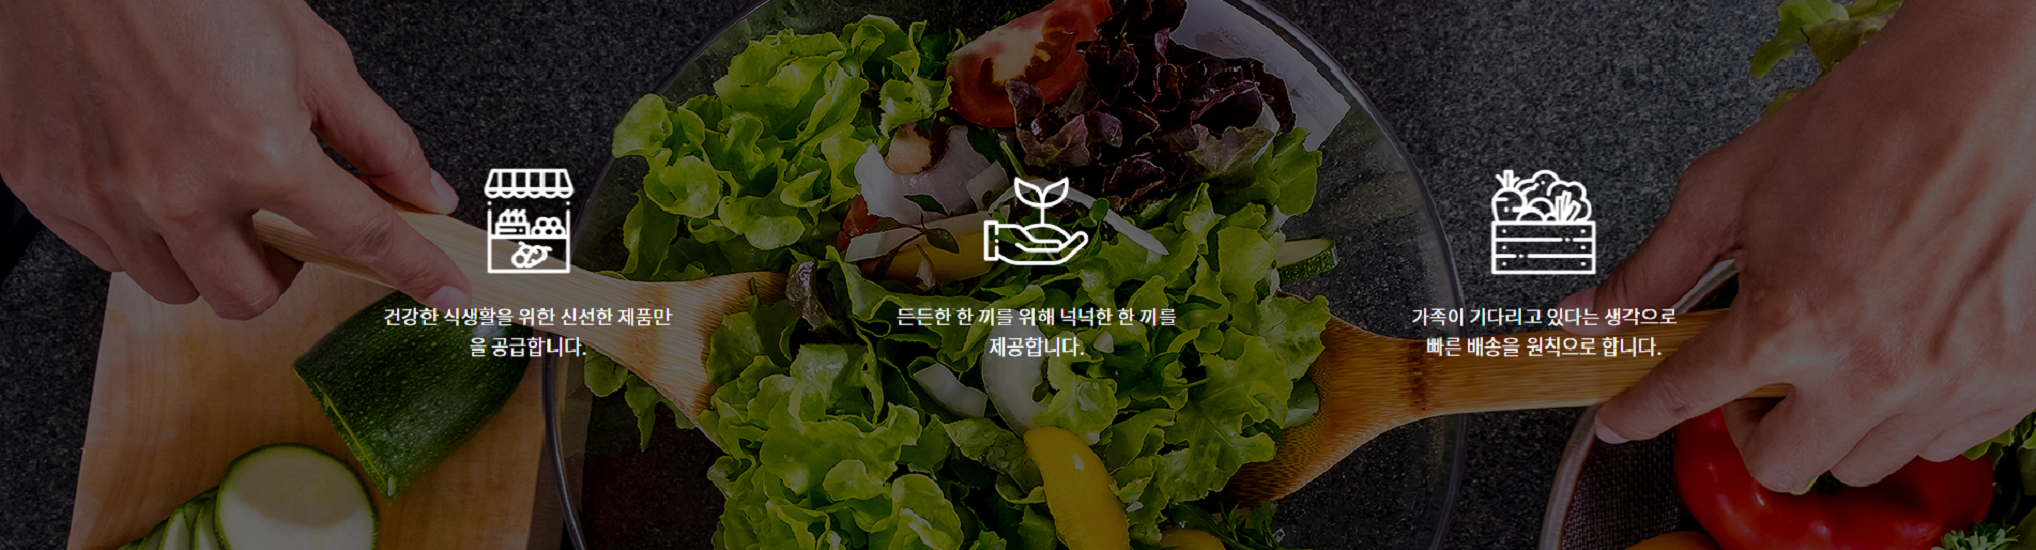 건강한 식생활을 위한 신선한 제품만
을 공급합니다.
든든한 한 끼를 위해 넉넉한 한 끼를
제공합니다.
가족이 기다리고 있다는 생각으로
빠른 배송을 원칙으로 합니다.